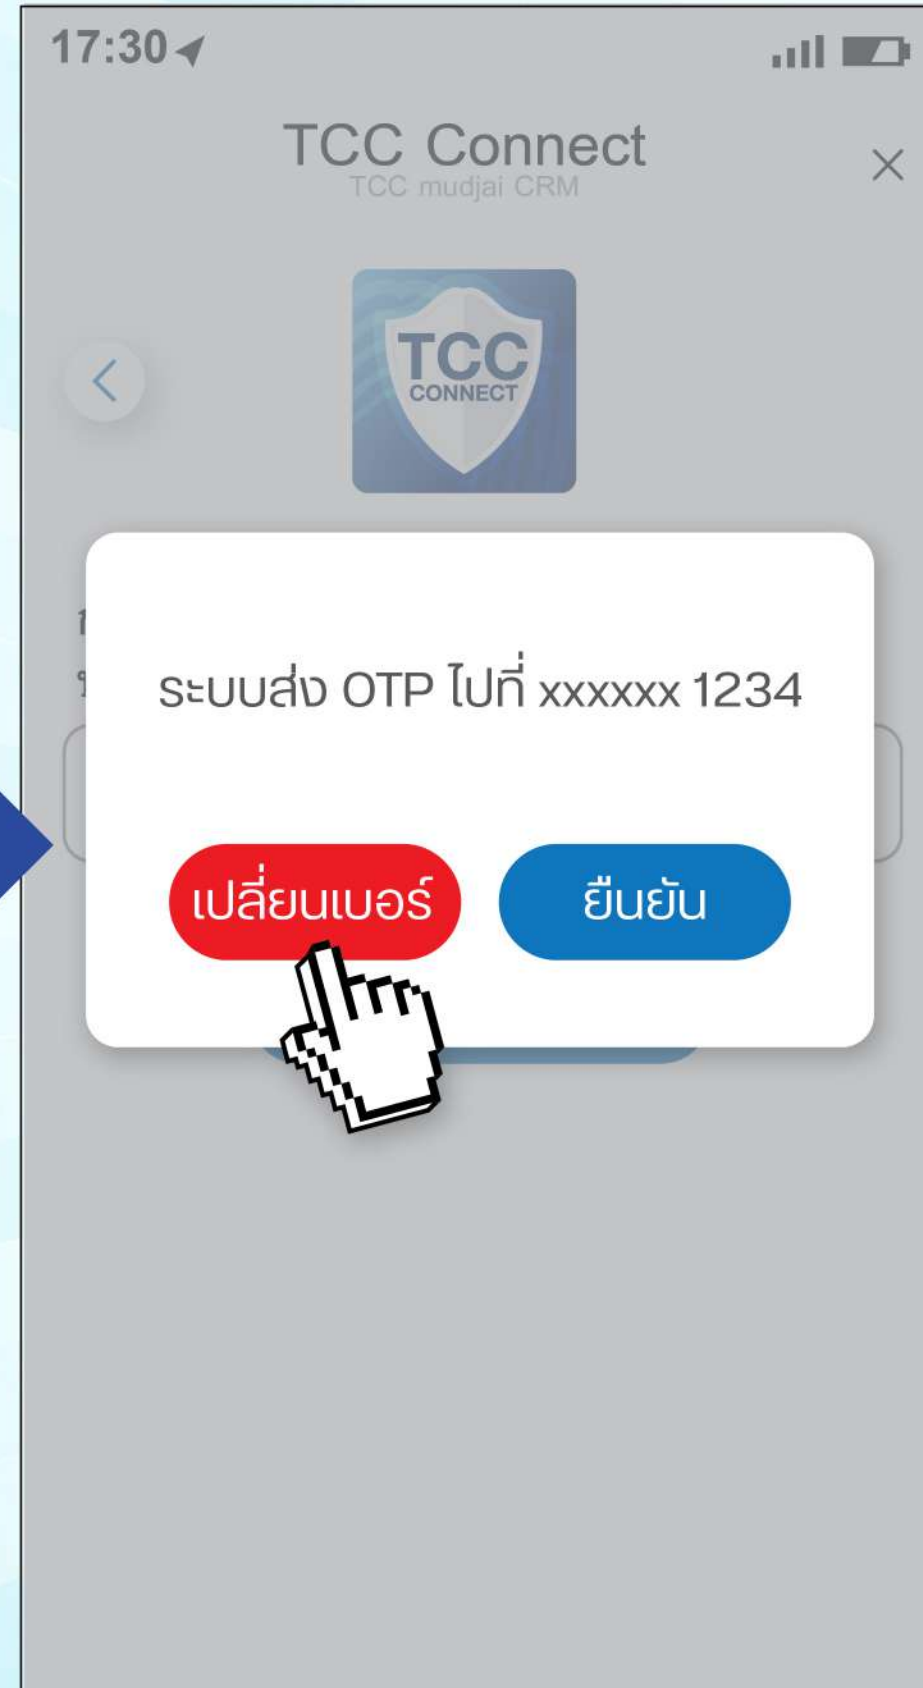 17:30
TCC Connect
TCC mudjai CRM
TCC
CONNECT
ระบบส่ง OTP ไปที่ xxxxxx 1234
เปลี่ยนเบอร์ ยืนยัน